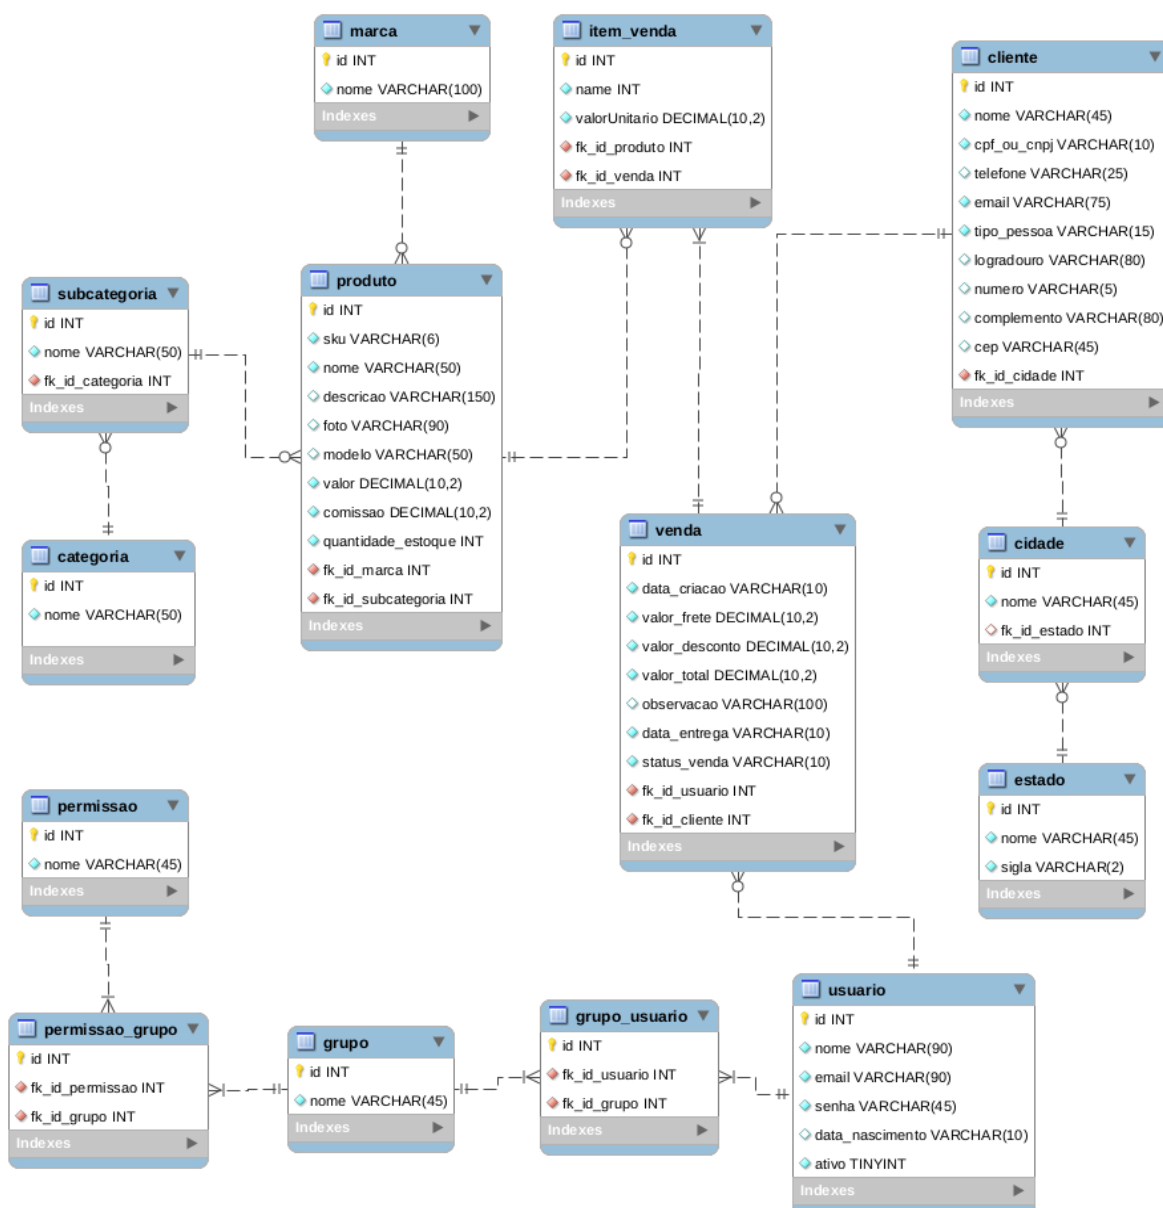 marca
id INT
nome VARCHAR(100)
Indexes
item_venda
id INT
name INT
valorUnitario DECIMAL(10,2)
fk_id_produto INT
fk_id_venda INT
Indexes
cliente
id INT
nome VARCHAR(45)
cpf_ou_cnpj VARCHAR(10)
telefone VARCHAR(25)
email VARCHAR(75)
tipo_pessoa VARCHAR(15)
logradouro VARCHAR(80)
numero VARCHAR(5)
complemento VARCHAR(80)
cep VARCHAR(45)
fk_id_cidade INT
Indexes
subcategoria
id INT
nome VARCHAR(50)
fk_id_categoria INT
Indexes
produto
id INT
sku VARCHAR(6)
nome VARCHAR(50)
descricao VARCHAR(150)
foto VARCHAR(90)
modelo VARCHAR(50)
valor DECIMAL(10,2)
comissao DECIMAL(10,2)
quantidade_estoque INT
fk_id_marca INT
fk_id_subcategoria INT
Indexes
categoria
id INT
nome VARCHAR(50)
Indexes
venda
id INT
data_criacao VARCHAR(10)
valor_frete DECIMAL(10,2)
valor_desconto DECIMAL(10,2)
valor_total DECIMAL(10,2)
observacao VARCHAR(100)
data_entrega VARCHAR(10)
status_venda VARCHAR(10)
fk_id_usuario INT
fk_id_cliente INT
Indexes
cidade
id INT
nome VARCHAR(45)
fk_id_estado INT
Indexes
estado
id INT
nome VARCHAR(45)
sigla VARCHAR(2)
Indexes
permissao
id INT
nome VARCHAR(45)
Indexes
permissao_grupo
id INT
fk_id_permissao INT
fk_id_grupo INT
Indexes
grupo
id INT
nome VARCHAR(45)
Indexes
grupo_usuario
id INT
fk_id_usuario INT
fk_id_grupo INT
Indexes
usuario
id INT
nome VARCHAR(90)
email VARCHAR(90)
senha VARCHAR(45)
data_nascimento VARCHAR(10)
ativo TINYINT
Indexes